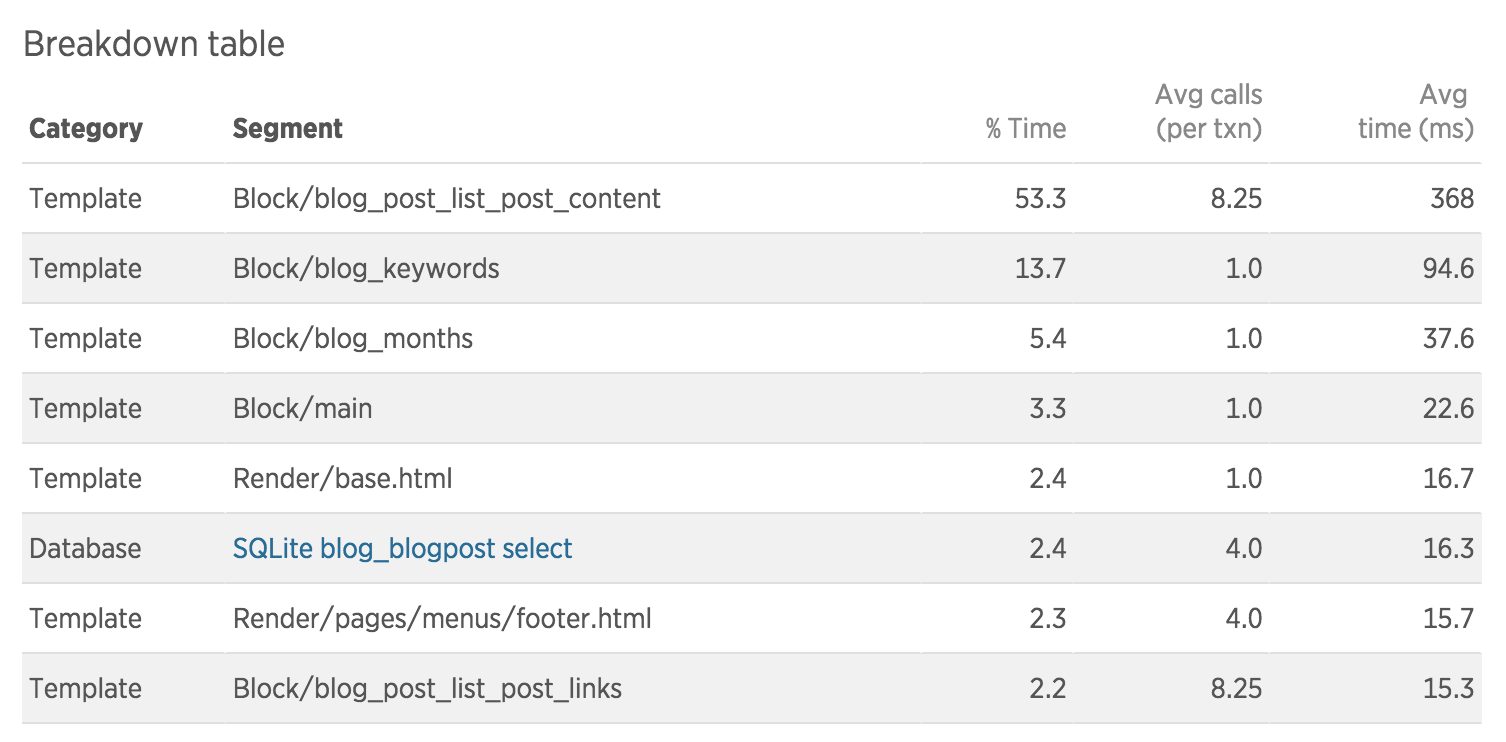 Breakdown table
Category Segment % Time Avg calls (per txn) Avg time (ms)
Template Block/blog_post_list_post_content 53.3 8.25 368
Template Block/blog_keywords 13.7 1.0 94.6
Template Block/blog_months 5.4 1.0 37.6
Template Block/main 3.3 1.0 22.6
Template Render/base.html 2.4 1.0 16.7
Database SQLite blog_blogpost select 2.4 4.0 16.3
Template Render/pages/menus/footer.html 2.3 4.0 15.7
Template Block/blog_post_list_post_links 2.2 8.25 15.3